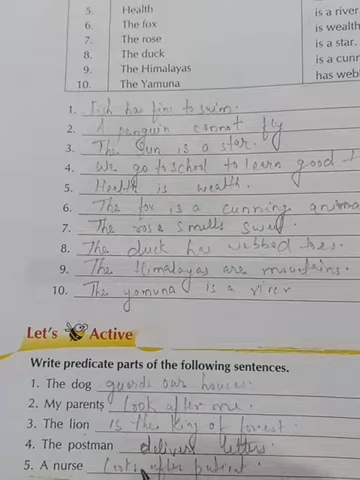 5. Health is a river.
6. The fox is wealth
7. The rose
8. The duck is a star.
9. The Himalayas is a cunn
10. The Yamuna has web
1. Fish has fins to swim.
2. A penguin cannot fly
3. The Sun is a star.
4. We go to school to learn good t
5. Health is wealth.
6. The fox is a cunning anima
7. The rose smells sweet
8. The duck has webbed toes.
9. The Himalayas are mountains.
10. The yamuna is a river
Let's Active
Write predicate parts of the following sentences.
1. The dog guards our house.
2. My parents look after me.
3. The lion is the king of forest.
4. The postman delivers letters
5. A nurse looks after patient.